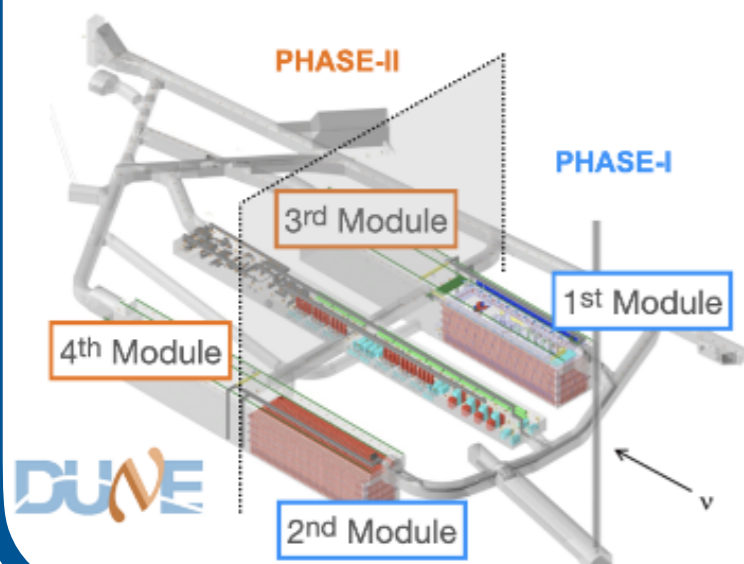 PHASE-II
PHASE-I
3rd Module
1st Module
4th Module
DUNE
2nd Module
ν